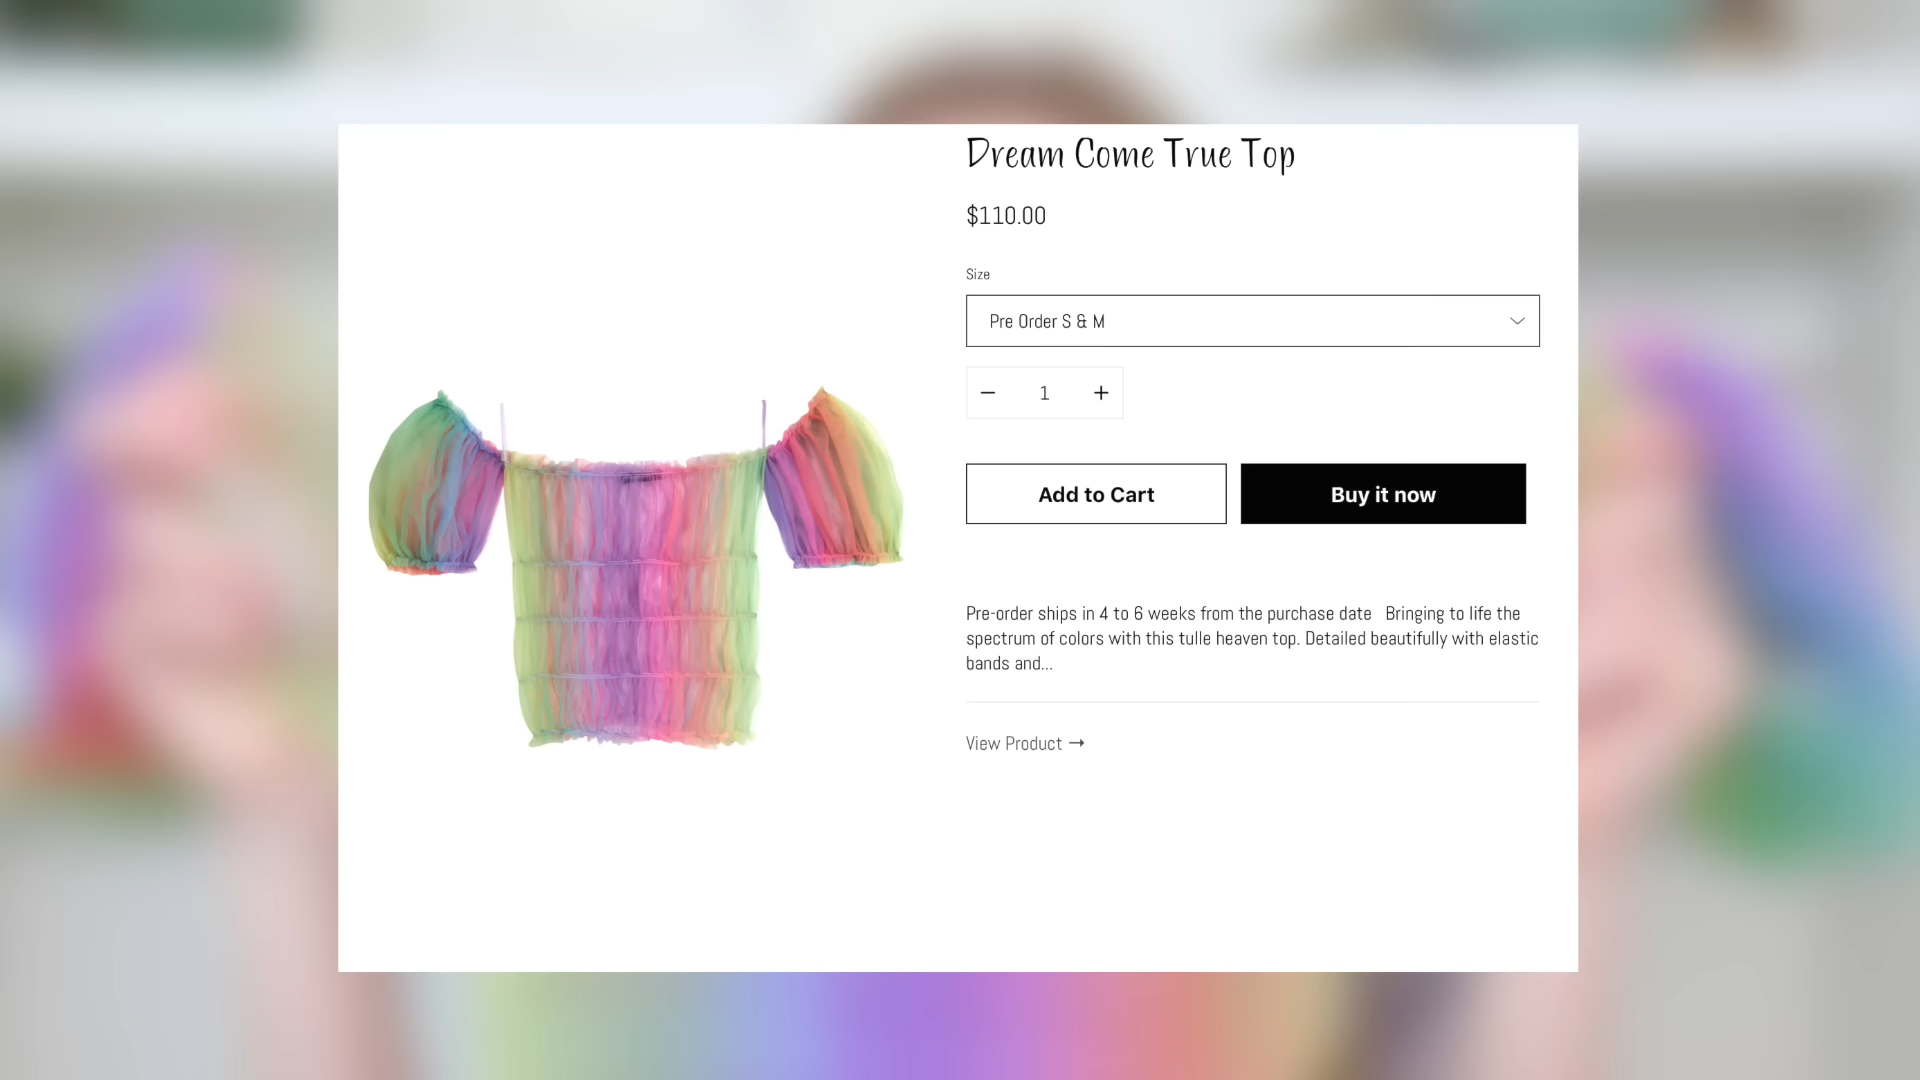 Dream Come True Top
$110.00
Size
Pre Order S & M
− 1 +
Add to Cart
Buy it now
Pre-order ships in 4 to 6 weeks from the purchase date Bringing to life the
spectrum of colors with this tulle heaven top. Detailed beautifully with elastic
bands and...
View Product →